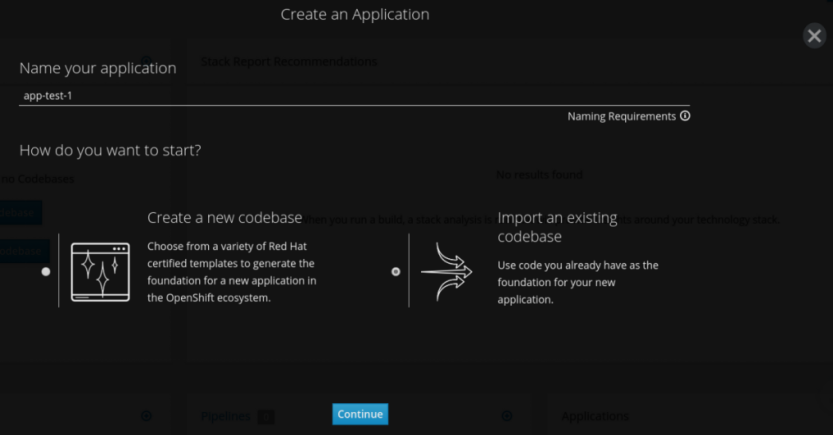 Create an Application
Stack Report Recommendations
Name your application
app-test-1
Naming Requirements
How do you want to start?
No results found
no Codebases
Create a new codebase
hen you run a build, a stack analysis is
Import an existing
codebase
nts around your technology stack.
Choose from a variety of Red Hat
certified templates to generate the
foundation for a new application in
the OpenShift ecosystem.
Use code you already have as the
foundation for your new
application.
Continue
Pipelines
Applications